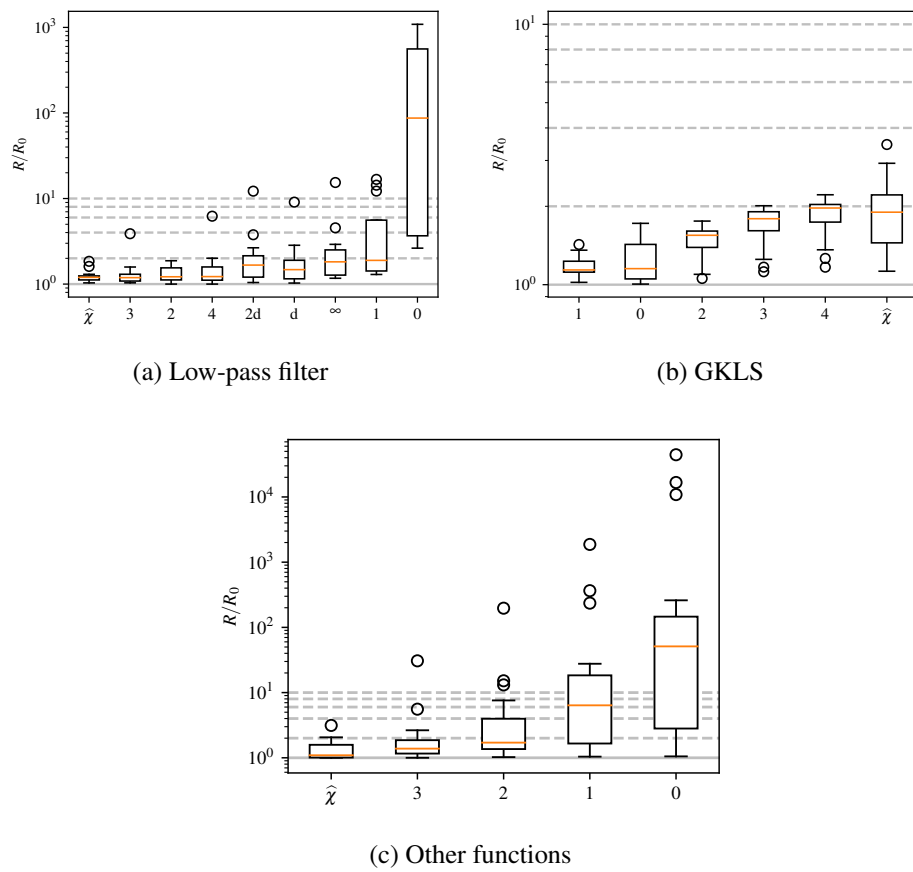 10³
10²
10¹
10⁰
R/R₀
χ̂ 3 2 4 2d d ∞ 1 0
(a) Low-pass filter
10¹
10⁰
R/R₀
1 0 2 3 4 χ̂
(b) GKLS
10⁴
10³
10²
10¹
10⁰
R/R₀
χ̂ 3 2 1 0
(c) Other functions